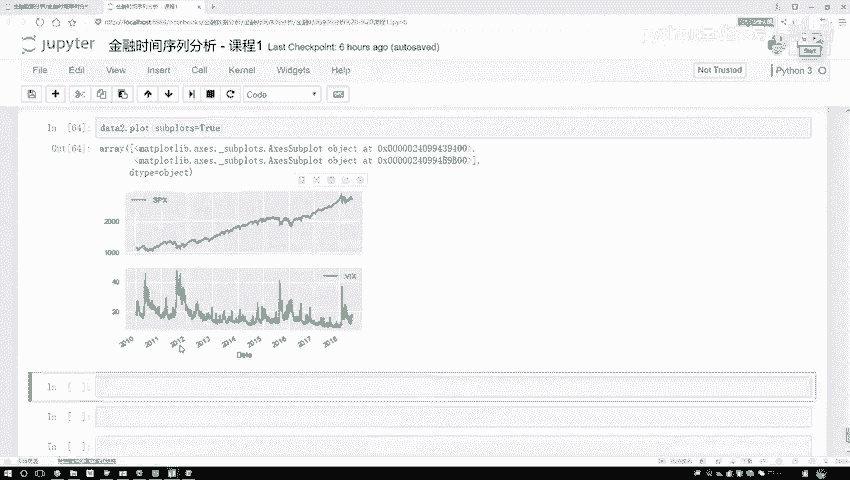 jupyter 金融时间序列分析 - 课程1 Last Checkpoint: 6 hours ago (autosaved)
File Edit View Insert Cell Kernel Widgets Help
Not Trusted
Python 3
Code
In [64]: data2.plot(subplots=True)
Out[64]: array([<matplotlib.axes._subplots.AxesSubplot object at 0x0000024099439400>,
<matplotlib.axes._subplots.AxesSubplot object at 0x00000240994B9B00>],
dtype=object)
.SPX
2000
1000
.VIX
40
20
2010 2011 2012 2013 2014 2015 2016 2017 2018
Date
In [ ]:
In [ ]:
In [ ]: